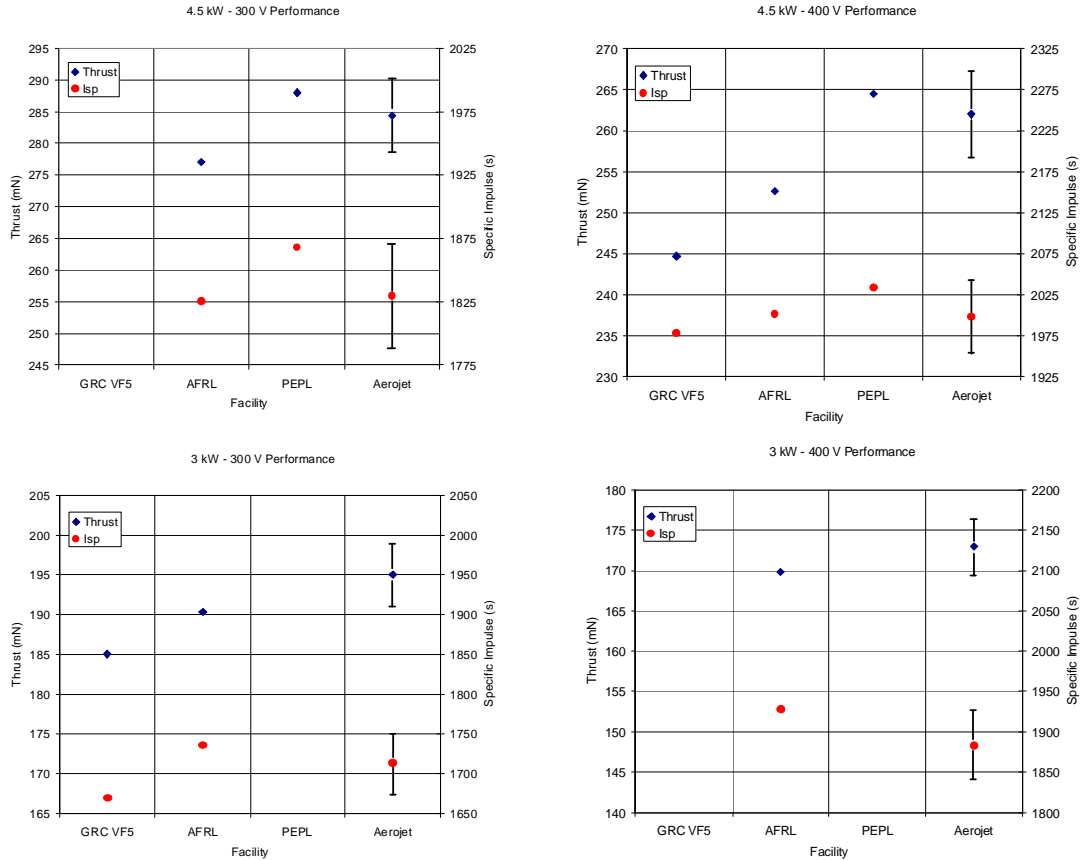 4.5 kW - 300 V Performance
295
290
285
280
275
270
265
260
255
250
245
Thrust (mN)
Thrust
Isp
2025
1975
1925
1875
1825
1775
Specific Impulse (s)
GRC VF5 AFRL PEPL Aerojet
Facility
4.5 kW - 400 V Performance
270
265
260
255
250
245
240
235
230
Thrust (mN)
Thrust
Isp
2325
2275
2225
2175
2125
2075
2025
1975
1925
Specific Impulse (s)
GRC VF5 AFRL PEPL Aerojet
Facility
3 kW - 300 V Performance
205
200
195
190
185
180
175
170
165
Thrust (mN)
Thrust
Isp
2050
2000
1950
1900
1850
1800
1750
1700
1650
Specific Impulse (s)
GRC VF5 AFRL PEPL Aerojet
Facility
3 kW - 400 V Performance
180
175
170
165
160
155
150
145
140
Thrust (mN)
Thrust
Isp
2200
2150
2100
2050
2000
1950
1900
1850
1800
Specific Impulse (s)
GRC VF5 AFRL PEPL Aerojet
Facility